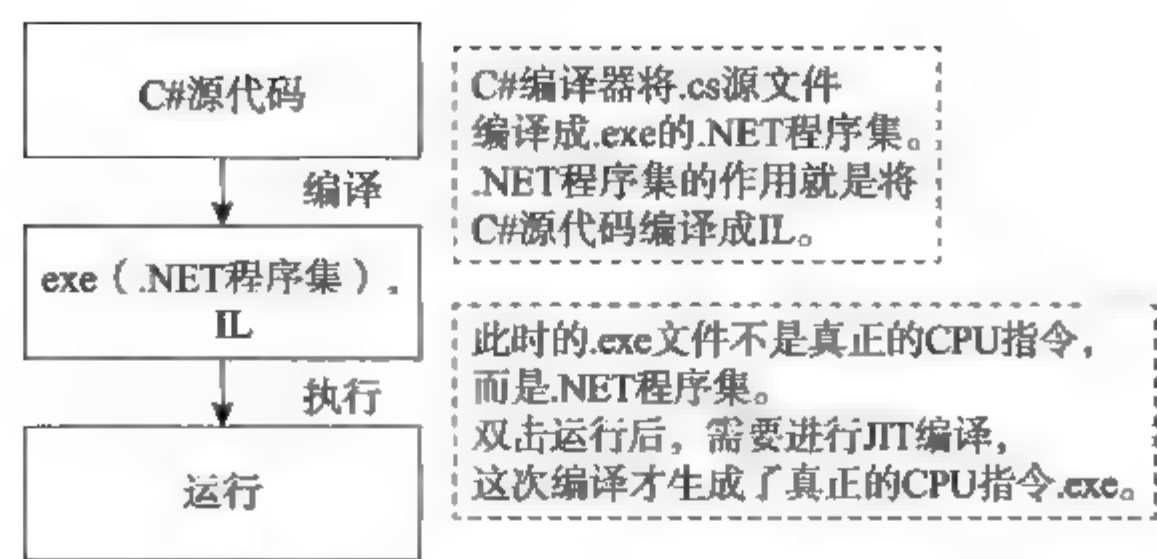 C#源代码
C#编译器将.cs源文件
编译成.exe的.NET程序集。
.NET程序集的作用就是将
C#源代码编译成IL。
编译
exe（.NET程序集）,
IL
此时的.exe文件不是真正的CPU指令，
而是.NET程序集。
双击运行后，需要进行JIT编译，
这次编译才生成了真正的CPU指令.exe。
执行
运行